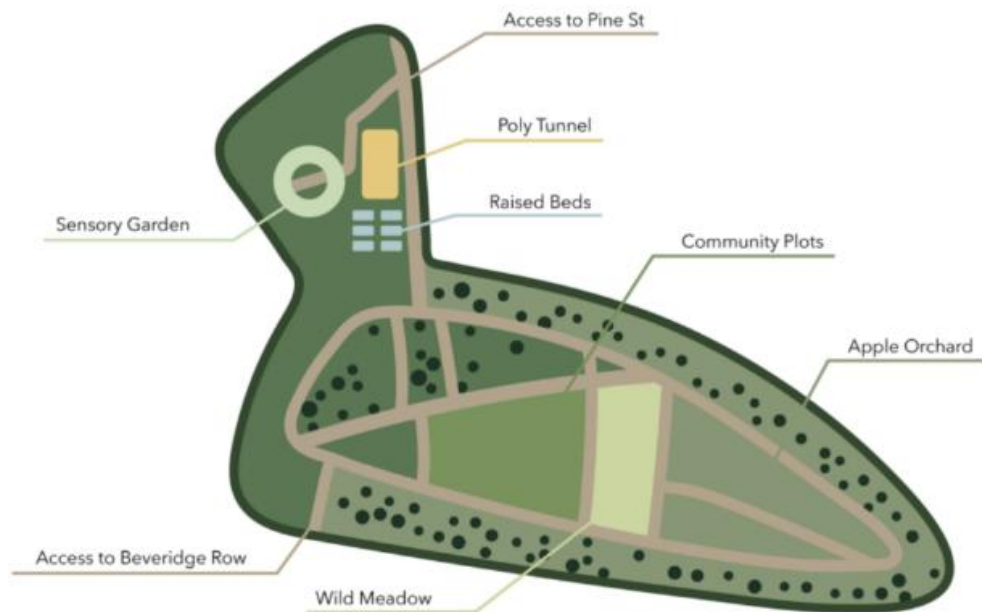 Access to Pine St
Poly Tunnel
Raised Beds
Sensory Garden
Community Plots
Apple Orchard
Access to Beveridge Row
Wild Meadow